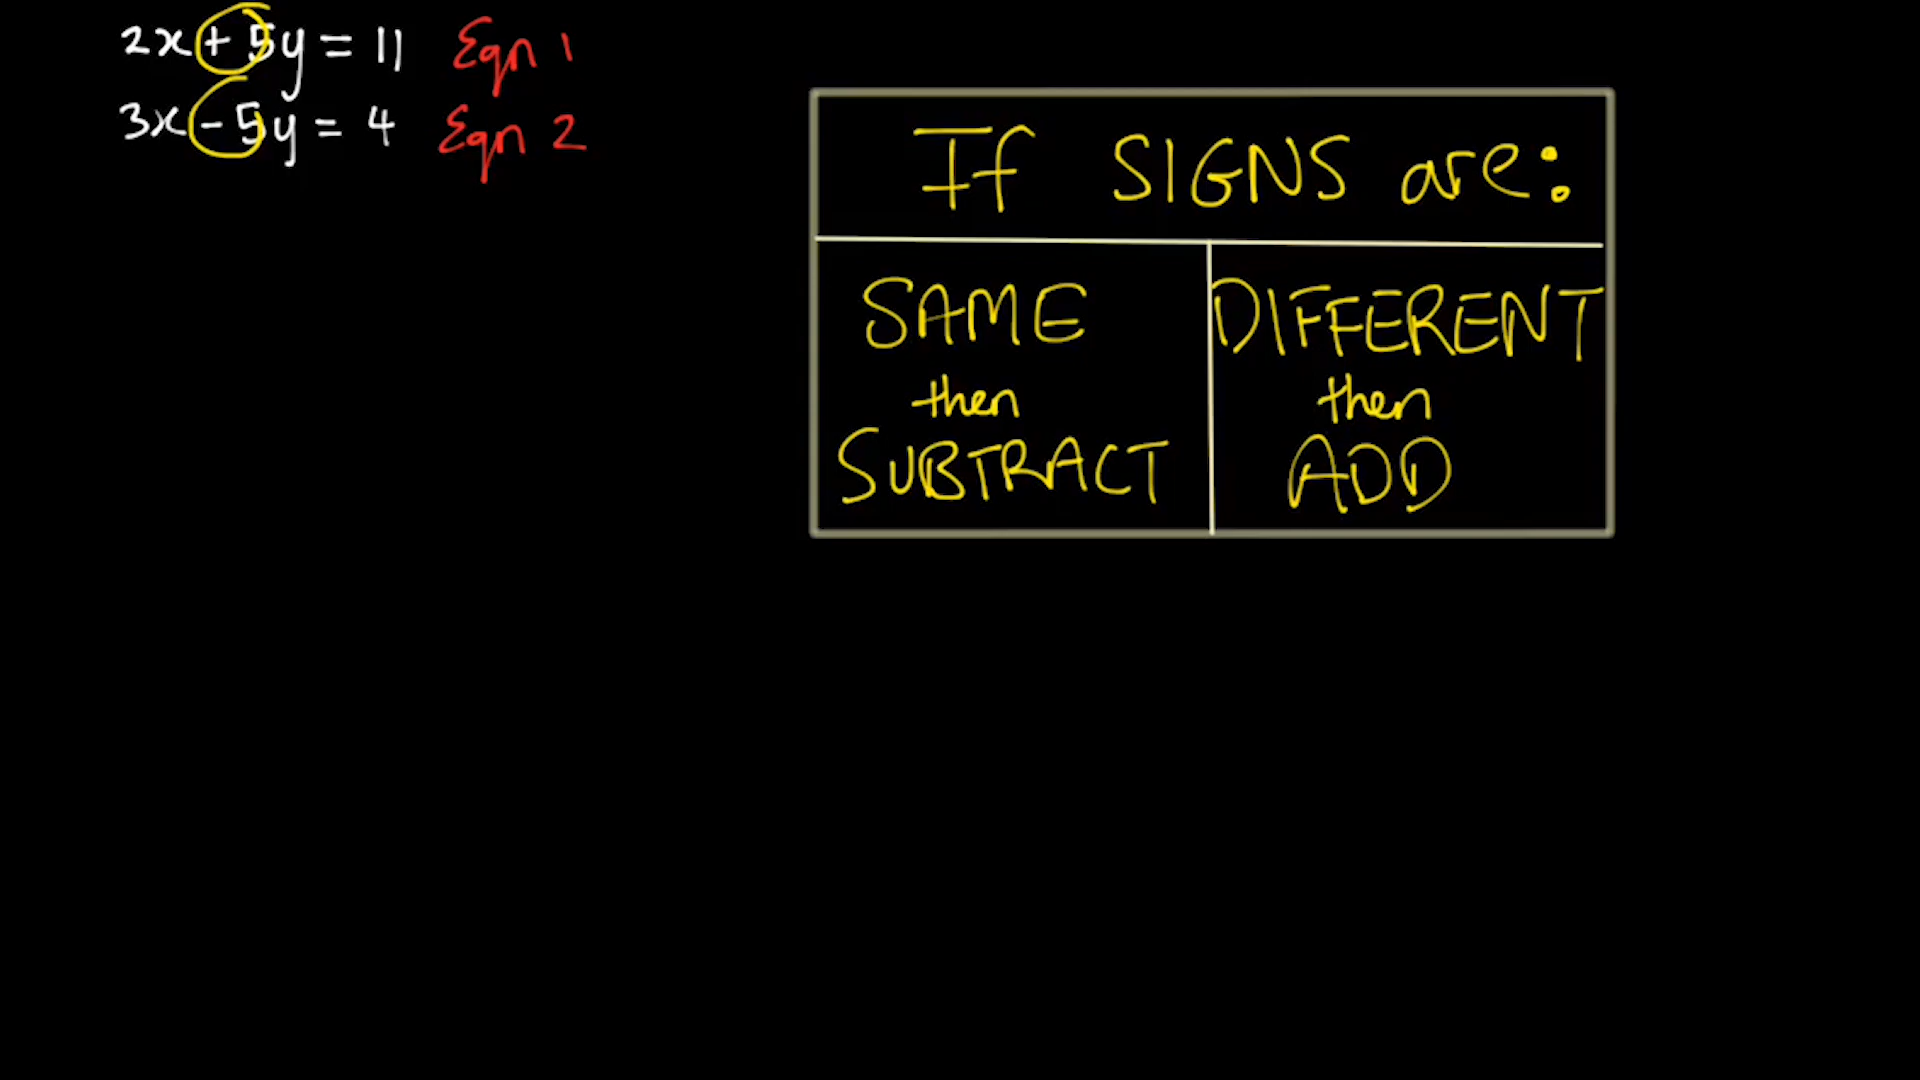 2x + 5y = 11 Eqn 1
3x - 5y = 4 Eqn 2
If SIGNS are:
SAME
then
SUBTRACT
DIFFERENT
then
ADD